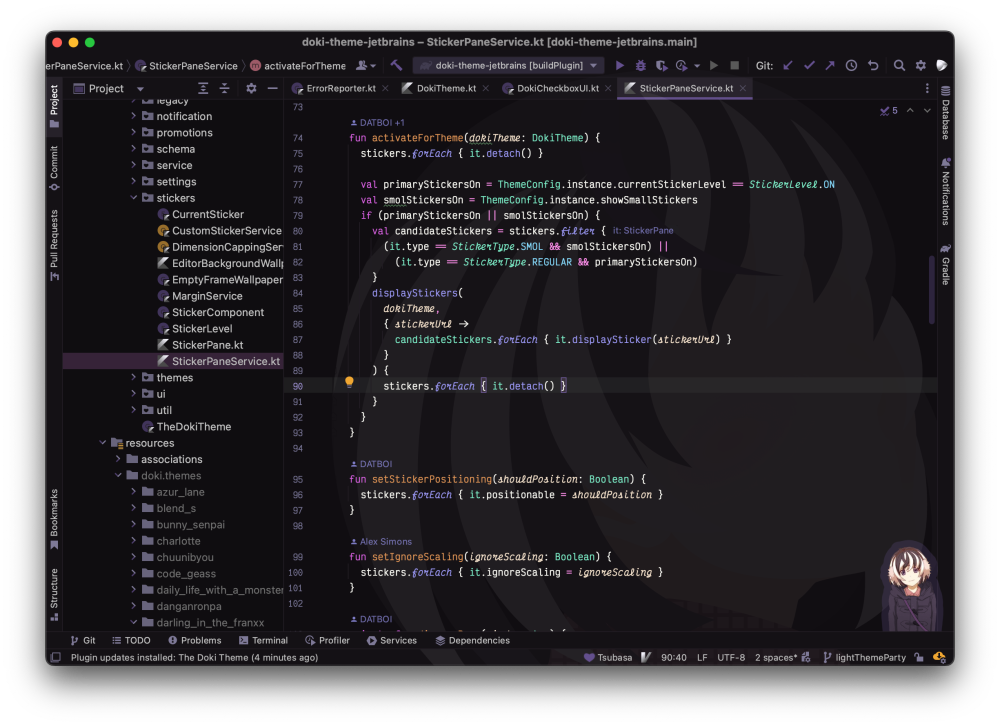 doki-theme-jetbrains – StickerPaneService.kt [doki-theme-jetbrains.main]
erPaneService.kt StickerPaneService activateForTheme doki-theme-jetbrains [buildPlugin] Git:
Project ErrorReporter.kt DokiTheme.kt DokiCheckboxUI.kt StickerPaneService.kt
Project
Commit
Pull Requests
Bookmarks
Structure
legacy
notification
promotions
schema
service
settings
stickers
CurrentSticker
CustomStickerService
DimensionCappingSer
EditorBackgroundWallp
EmptyFrameWallpaper
MarginService
StickerComponent
StickerLevel
StickerPane.kt
StickerPaneService.kt
themes
ui
util
TheDokiTheme
resources
associations
doki.themes
azur_lane
blend_s
bunny_senpai
charlotte
chuunibyou
code_geass
daily_life_with_a_monster
danganronpa
darling_in_the_franxx
73
5
DATBOI +1
74 fun activateForTheme(dokiTheme: DokiTheme) {
75 stickers.forEach { it.detach() }
76
77 val primaryStickersOn = ThemeConfig.instance.currentStickerLevel == StickerLevel.ON
78 val smolStickersOn = ThemeConfig.instance.showSmallStickers
79 if (primaryStickersOn || smolStickersOn) {
80 val candidateStickers = stickers.filter { it: StickerPane
81 (it.type == StickerType.SMOL && smolStickersOn) ||
82 (it.type == StickerType.REGULAR && primaryStickersOn)
83 }
84 displayStickers(
85 dokiTheme,
86 { stickerUrl ->
87 candidateStickers.forEach { it.displaySticker(stickerUrl) }
88 }
89 ) {
90 stickers.forEach { it.detach() }
91 }
92 }
93 }
94
DATBOI
95 fun setStickerPositioning(shouldPosition: Boolean) {
96 stickers.forEach { it.positionable = shouldPosition }
97 }
98
Alex Simons
99 fun setIgnoreScaling(ignoreScaling: Boolean) {
100 stickers.forEach { it.ignoreScaling = ignoreScaling }
101 }
102
DATBOI
Database
Notifications
Gradle
Git TODO Problems Terminal Profiler Services Dependencies
Plugin updates installed: The Doki Theme (4 minutes ago) Tsubasa 90:40 LF UTF-8 2 spaces* lightThemeParty